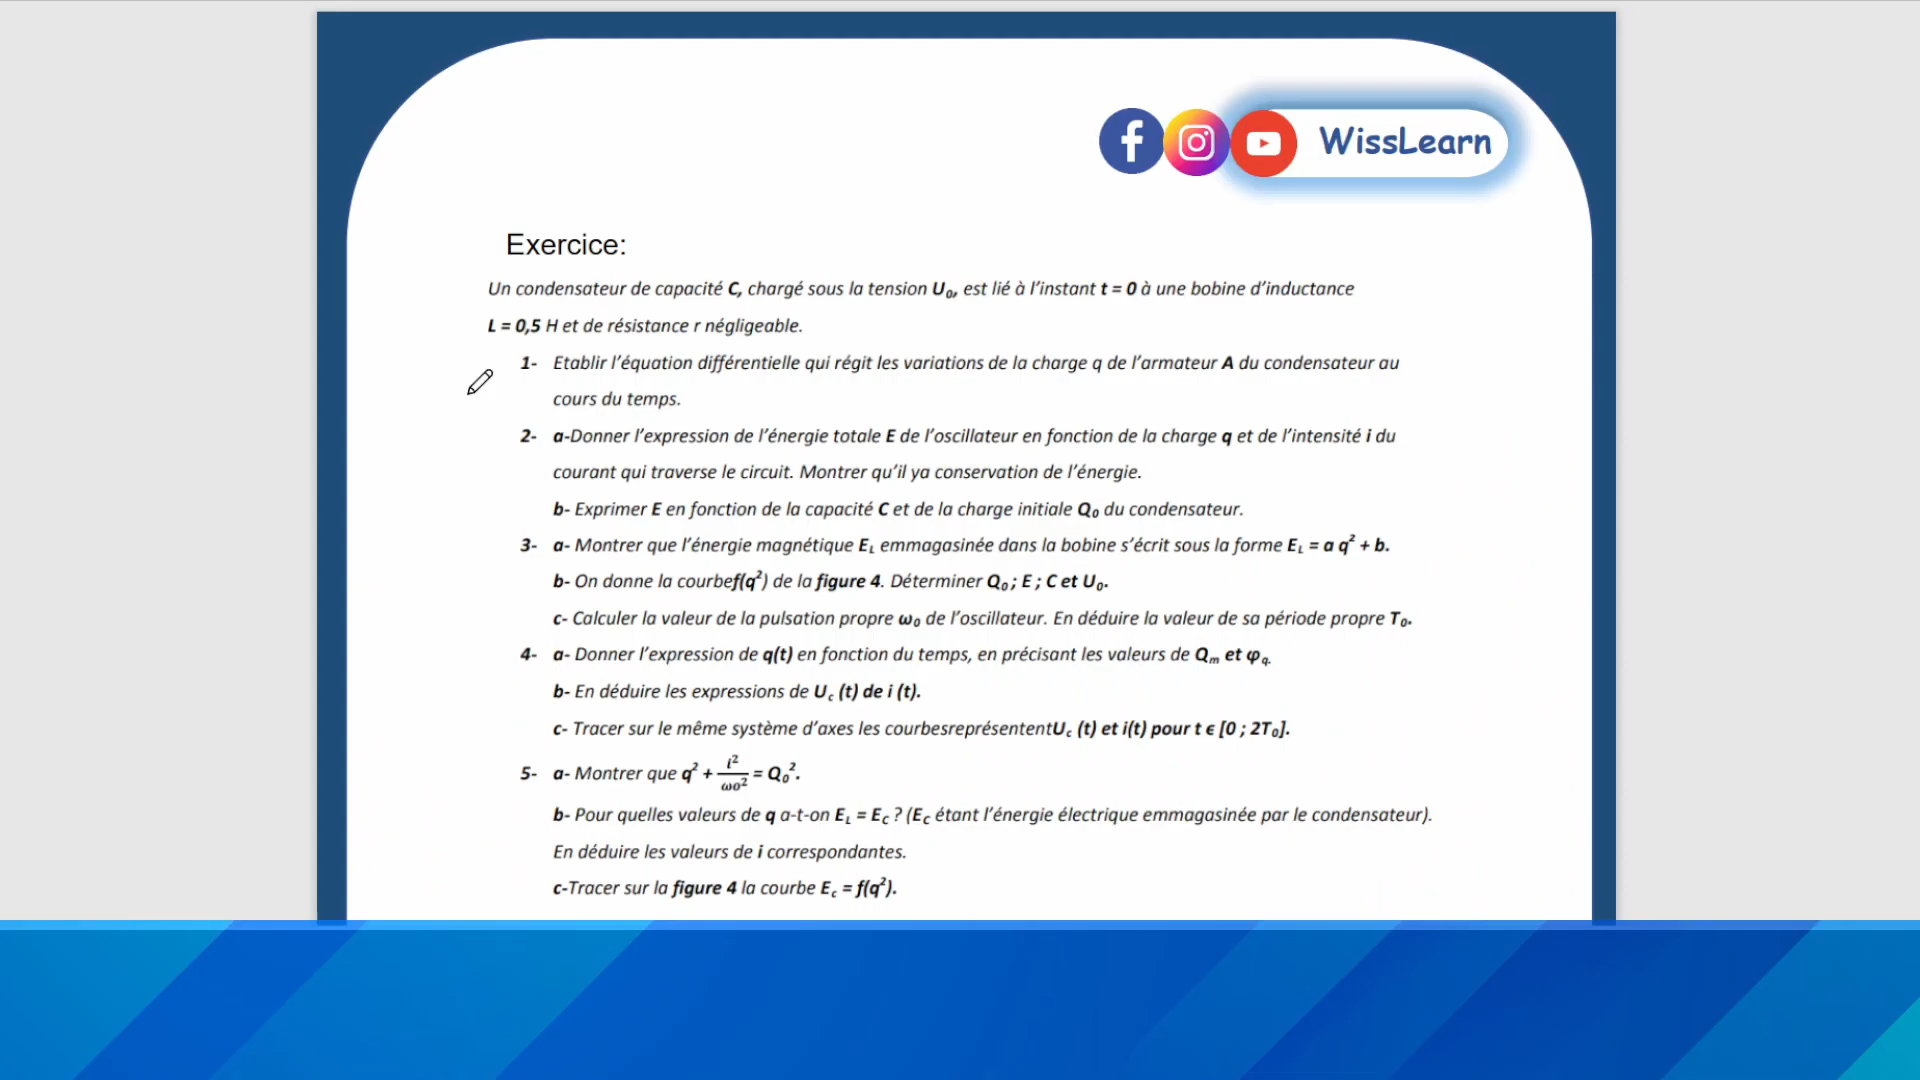 WissLearn
Exercice:
Un condensateur de capacité C, chargé sous la tension U₀, est lié à l'instant t = 0 à une bobine d'inductance
L = 0,5 H et de résistance r négligeable.
1- Etablir l'équation différentielle qui régit les variations de la charge q de l'armateur A du condensateur au
cours du temps.
2- a-Donner l'expression de l'énergie totale E de l'oscillateur en fonction de la charge q et de l'intensité i du
courant qui traverse le circuit. Montrer qu'il ya conservation de l'énergie.
b- Exprimer E en fonction de la capacité C et de la charge initiale Q₀ du condensateur.
3- a- Montrer que l'énergie magnétique E_L emmagasinée dans la bobine s'écrit sous la forme E_L = a q² + b.
b- On donne la courbef(q²) de la figure 4. Déterminer Q₀ ; E ; C et U₀.
c- Calculer la valeur de la pulsation propre ω₀ de l'oscillateur. En déduire la valeur de sa période propre T₀.
4- a- Donner l'expression de q(t) en fonction du temps, en précisant les valeurs de Q_m et φ_q.
b- En déduire les expressions de U_c (t) de i (t).
c- Tracer sur le même système d'axes les courbesreprésententU_c (t) et i(t) pour t ϵ [0 ; 2T₀].
5- a- Montrer que q² + i²/ωo² = Q₀².
b- Pour quelles valeurs de q a-t-on E_L = E_C ? (E_C étant l'énergie électrique emmagasinée par le condensateur).
En déduire les valeurs de i correspondantes.
c-Tracer sur la figure 4 la courbe E_c = f(q²).